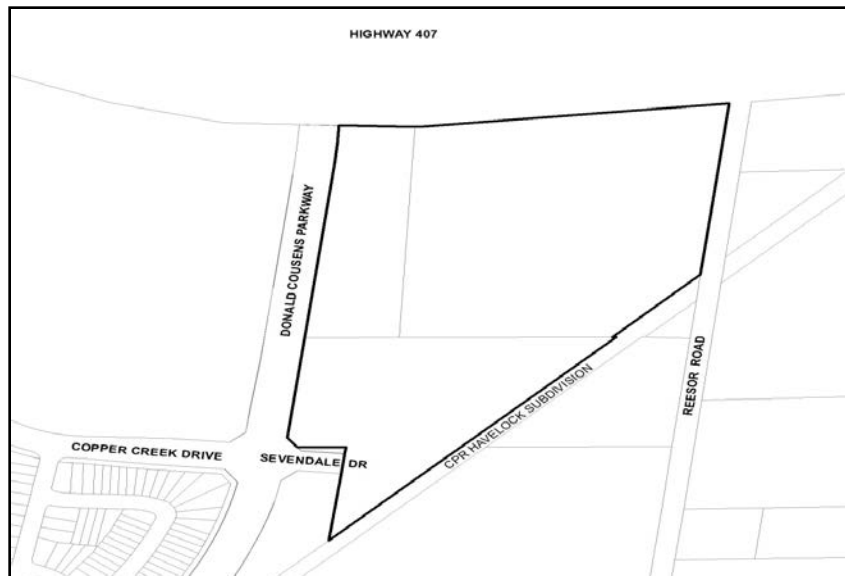 HIGHWAY 407
DONALD COUSENS PARKWAY
REESOR ROAD
CPR HAVELOCK SUBDIVISION
COPPER CREEK DRIVE
SEVENDALE DR